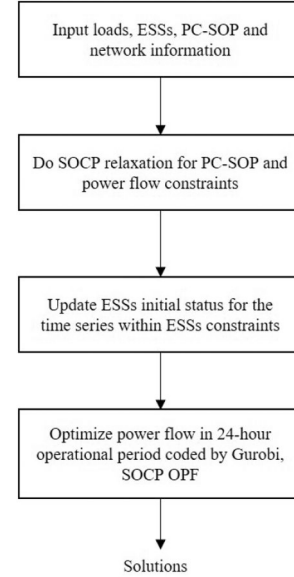 Input loads, ESSs, PC-SOP and
network information
Do SOCP relaxation for PC-SOP and
power flow constraints
Update ESSs initial status for the
time series within ESSs constraints
Optimize power flow in 24-hour
operational period coded by Gurobi,
SOCP OPF
Solutions